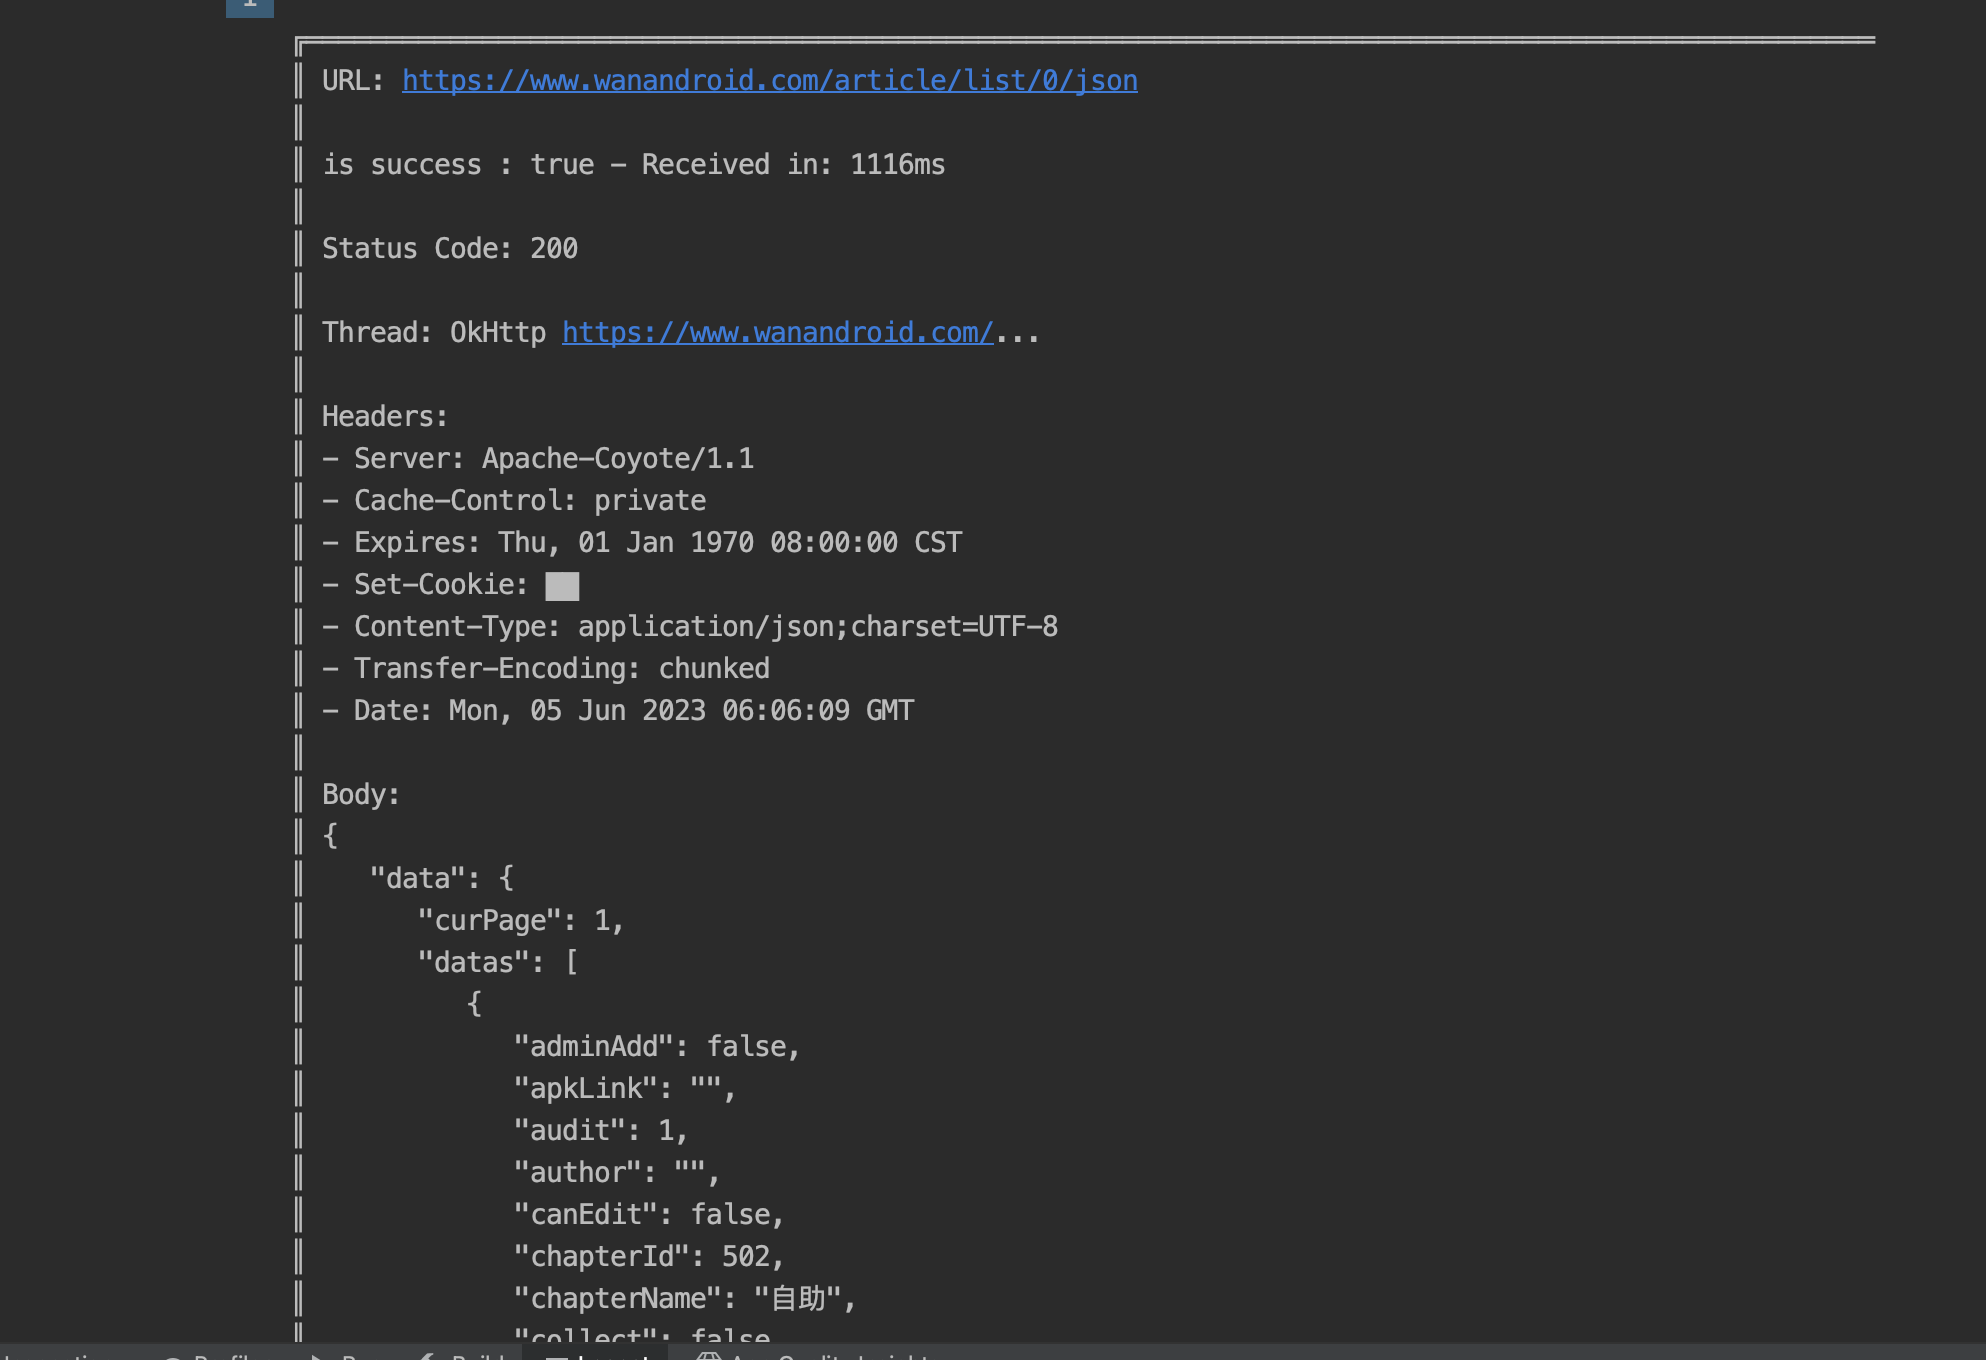 URL: https://www.wanandroid.com/article/list/0/json
is success : true - Received in: 1116ms
Status Code: 200
Thread: OkHttp https://www.wanandroid.com/...
Headers:
- Server: Apache-Coyote/1.1
- Cache-Control: private
- Expires: Thu, 01 Jan 1970 08:00:00 CST
- Set-Cookie: ██
- Content-Type: application/json;charset=UTF-8
- Transfer-Encoding: chunked
- Date: Mon, 05 Jun 2023 06:06:09 GMT
Body:
{
"data": {
"curPage": 1,
"datas": [
{
"adminAdd": false,
"apkLink": "",
"audit": 1,
"author": "",
"canEdit": false,
"chapterId": 502,
"chapterName": "自助",
"collect": false